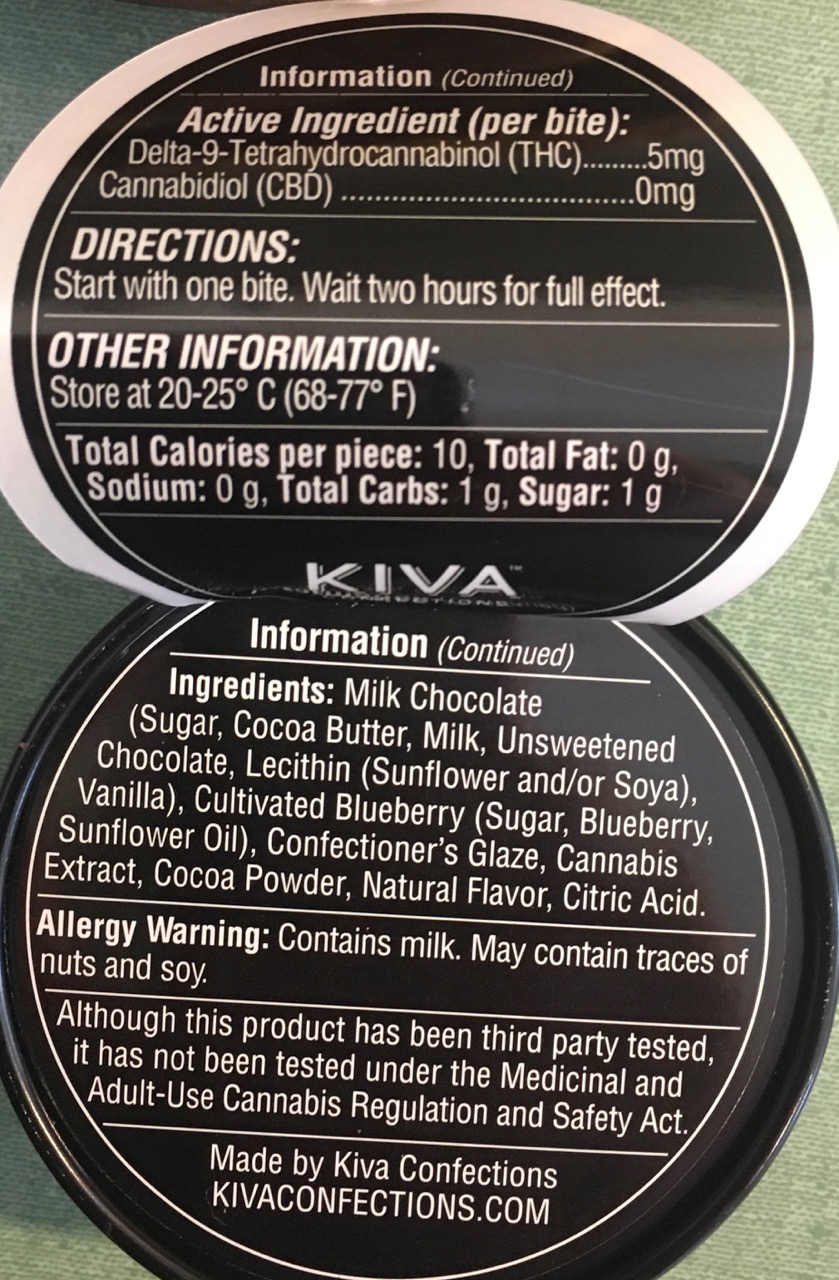 Information (Continued)
Active Ingredient (per bite):
Delta-9-Tetrahydrocannabinol (THC).........5mg
Cannabidiol (CBD) ...................................0mg
DIRECTIONS:
Start with one bite. Wait two hours for full effect.
OTHER INFORMATION:
Store at 20-25° C (68-77° F)
Total Calories per piece: 10, Total Fat: 0 g,
Sodium: 0 g, Total Carbs: 1 g, Sugar: 1 g
KIVA™
Information (Continued)
Ingredients: Milk Chocolate
(Sugar, Cocoa Butter, Milk, Unsweetened
Chocolate, Lecithin (Sunflower and/or Soya),
Vanilla), Cultivated Blueberry (Sugar, Blueberry,
Sunflower Oil), Confectioner's Glaze, Cannabis
Extract, Cocoa Powder, Natural Flavor, Citric Acid.
Allergy Warning: Contains milk. May contain traces of
nuts and soy.
Although this product has been third party tested,
it has not been tested under the Medicinal and
Adult-Use Cannabis Regulation and Safety Act.
Made by Kiva Confections
KIVACONFECTIONS.COM